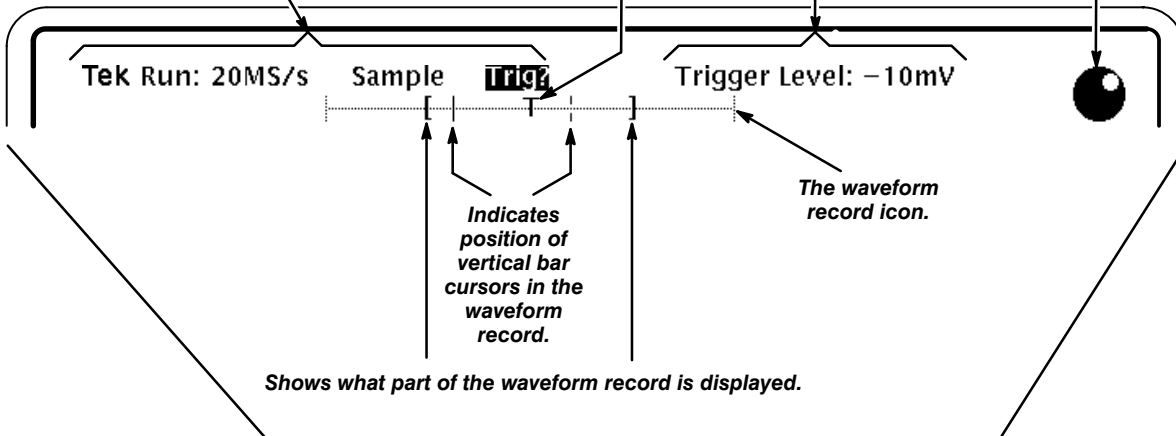 Tek Run: 20MS/s Sample Trig? Trigger Level: −10mV
[ T ]
The waveform
record icon.
Indicates
position of
vertical bar
cursors in the
waveform
record.
Shows what part of the waveform record is displayed.